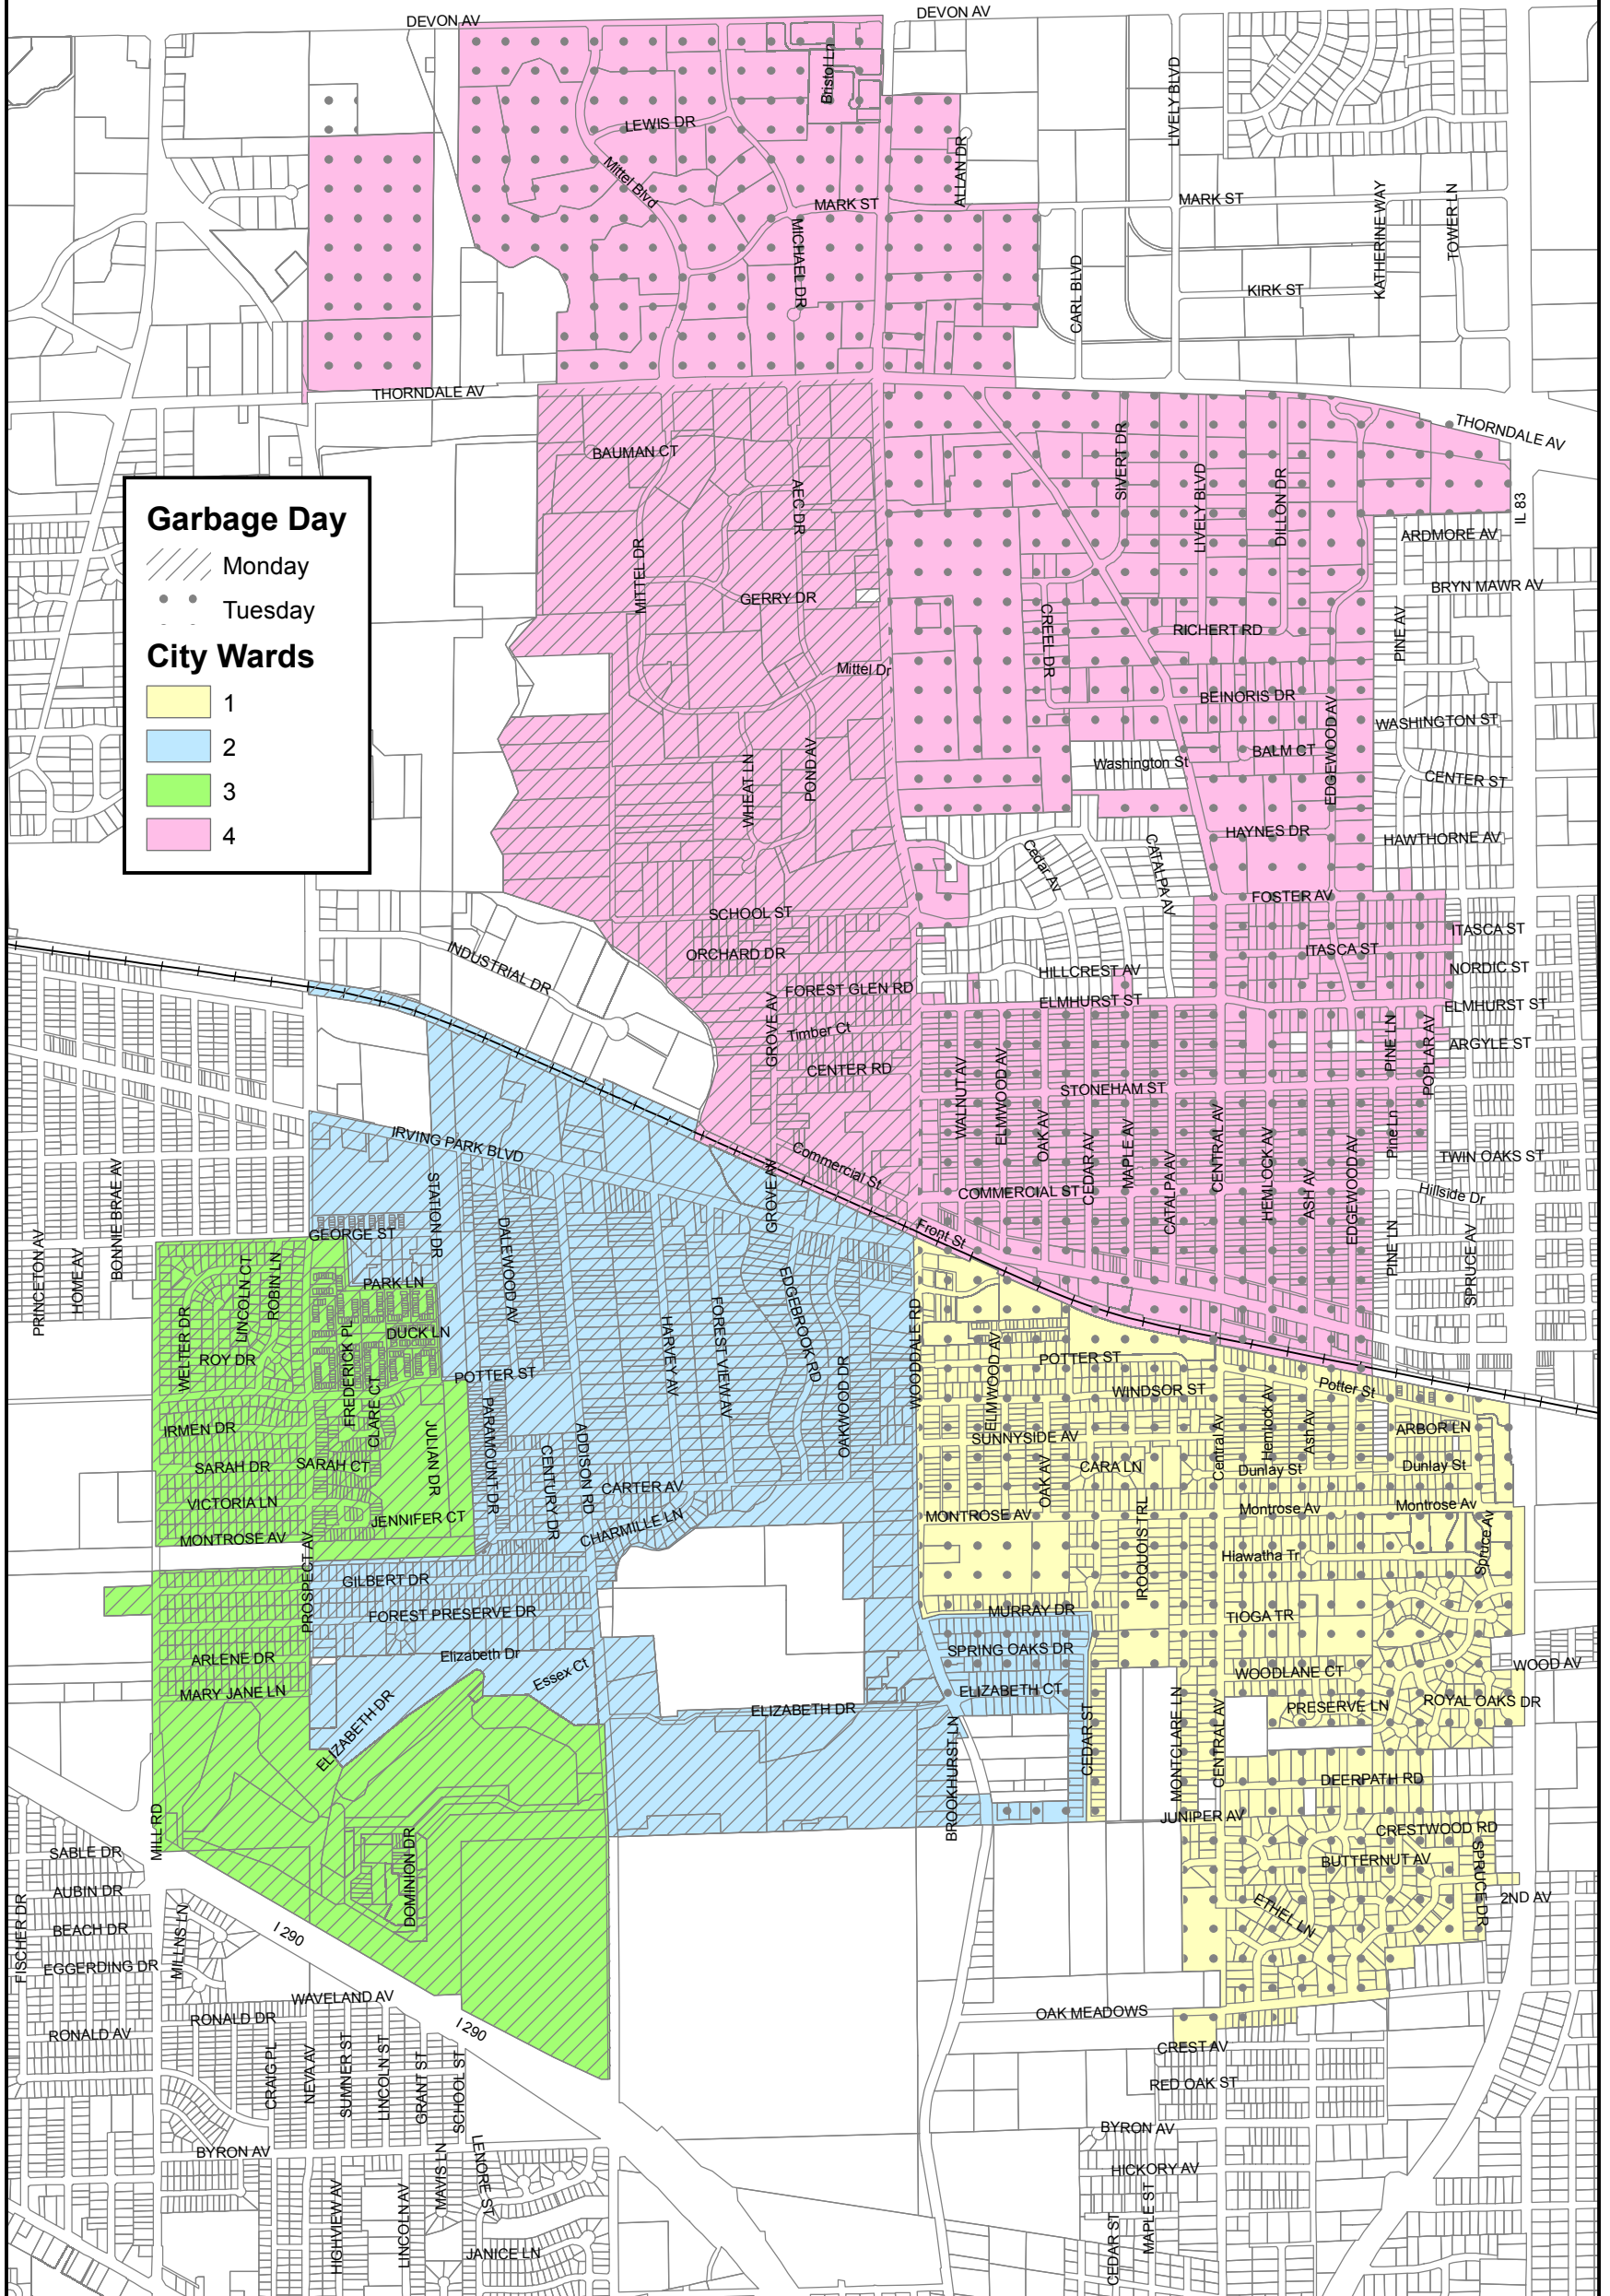 DEVON AV
DEVON AV
Bristol Ln
LIVELY BLVD
LEWIS DR
Mittel Blvd
ALLAN DR
MARK ST
MARK ST
KATHERINE WAY
TOWER LN
MICHAEL DR
CARL BLVD
KIRK ST
THORNDALE AV
THORNDALE AV
BAUMAN CT
SIVERT DR
LIVELY BLVD
DILLON DR
AEC DR
IL 83
Garbage Day
Monday
Tuesday
City Wards
1
2
3
4
ARDMORE AV
MITTEL DR
BRYN MAWR AV
GERRY DR
CREEL DR
RICHERT RD
PINE AV
Mittel Dr
BEINORIS DR
EDGEWOOD AV
WASHINGTON ST
WHEAT LN
POND AV
Washington St
BALM CT
CENTER ST
HAYNES DR
HAWTHORNE AV
Cedar Av
CATALPA AV
FOSTER AV
SCHOOL ST
ITASCA ST
ITASCA ST
ORCHARD DR
INDUSTRIAL DR
HILLCREST AV
NORDIC ST
FOREST GLEN RD
ELMHURST ST
ELMHURST ST
GROVE AV
Timber Ct
PINE LN
POPLAR AV
ARGYLE ST
CENTER RD
WALNUT AV
ELMWOOD AV
STONEHAM ST
OAK AV
CEDAR AV
MAPLE AV
CATALPA AV
CENTRAL AV
HEMLOCK AV
ASH AV
EDGEWOOD AV
Pine Ln
IRVING PARK BLVD
Commercial St
TWIN OAKS ST
COMMERCIAL ST
Hillside Dr
PRINCETON AV
HOME AV
BONNIE BRAE AV
STATION DR
GROVE AV
GEORGE ST
Front St
PINE LN
SPRUCE AV
LINCOLN CT
ROBIN LN
PARK LN
DALEWOOD AV
EDGEBROOK RD
WELTER DR
DUCK LN
FREDERICK PL
ROY DR
HARVEY AV
FOREST VIEW AV
OAKWOOD DR
WOODDALE RD
POTTER ST
POTTER ST
ELMWOOD AV
Potter St
WINDSOR ST
CLARE CT
IRMEN DR
JULIAN DR
PARAMOUNT DR
CENTURY DR
ADDISON RD
SUNNYSIDE AV
Central Av
Hemlock AV
Ash Av
ARBOR LN
SARAH DR
SARAH CT
CARA LN
Dunlay St
Dunlay St
OAK AV
CARTER AV
VICTORIA LN
JENNIFER CT
CHARMILLE LN
MONTROSE AV
Montrose Av
Montrose Av
MONTROSE AV
IROQUOIS TRL
Spruce Av
PROSPECT AV
Hiawatha Tr
GILBERT DR
FOREST PRESERVE DR
MURRAY DR
TIOGA TR
SPRING OAKS DR
ARLENE DR
Elizabeth Dr
Essex Ct
WOOD AV
WOODLANE CT
MARY JANE LN
ELIZABETH CT
ELIZABETH DR
ELIZABETH DR
PRESERVE LN
ROYAL OAKS DR
BROOKHURST LN
CEDAR ST
MONTCLARE LN
CENTRAL AV
DEERPATH RD
JUNIPER AV
CRESTWOOD RD
MILL RD
SABLE DR
DOMINION DR
BUTTERNUT AV
SPRUCE DR
AUBIN DR
2ND AV
FISCHER DR
BEACH DR
MILLNS LN
I 290
ETHEL LN
EGGERDING DR
WAVELAND AV
OAK MEADOWS
RONALD DR
RONALD AV
I 290
CREST AV
CRAIG PL
NEVA AV
SUMNER ST
LINCOLN ST
GRANT ST
SCHOOL ST
RED OAK ST
BYRON AV
BYRON AV
MAVIS LN
LENORE ST
HICKORY AV
HIGHVIEW AV
LINCOLN AV
MAPLE ST
CEDAR ST
JANICE LN